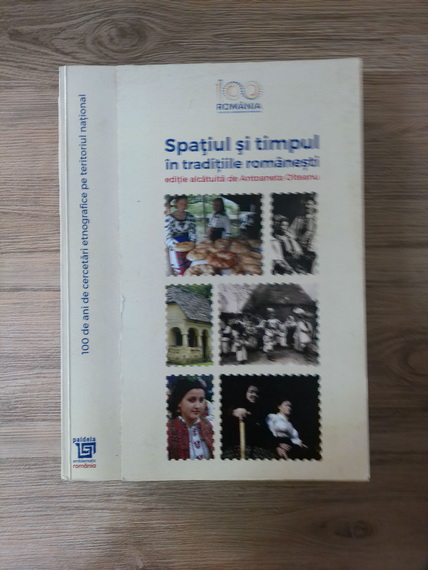 100
ROMÂNIA
Spațiul și timpul
în tradițiile românești
ediție alcătuită de Antoaneta Olteanu
100 de ani de cercetări etnografice pe teritoriul național
paideia
românia